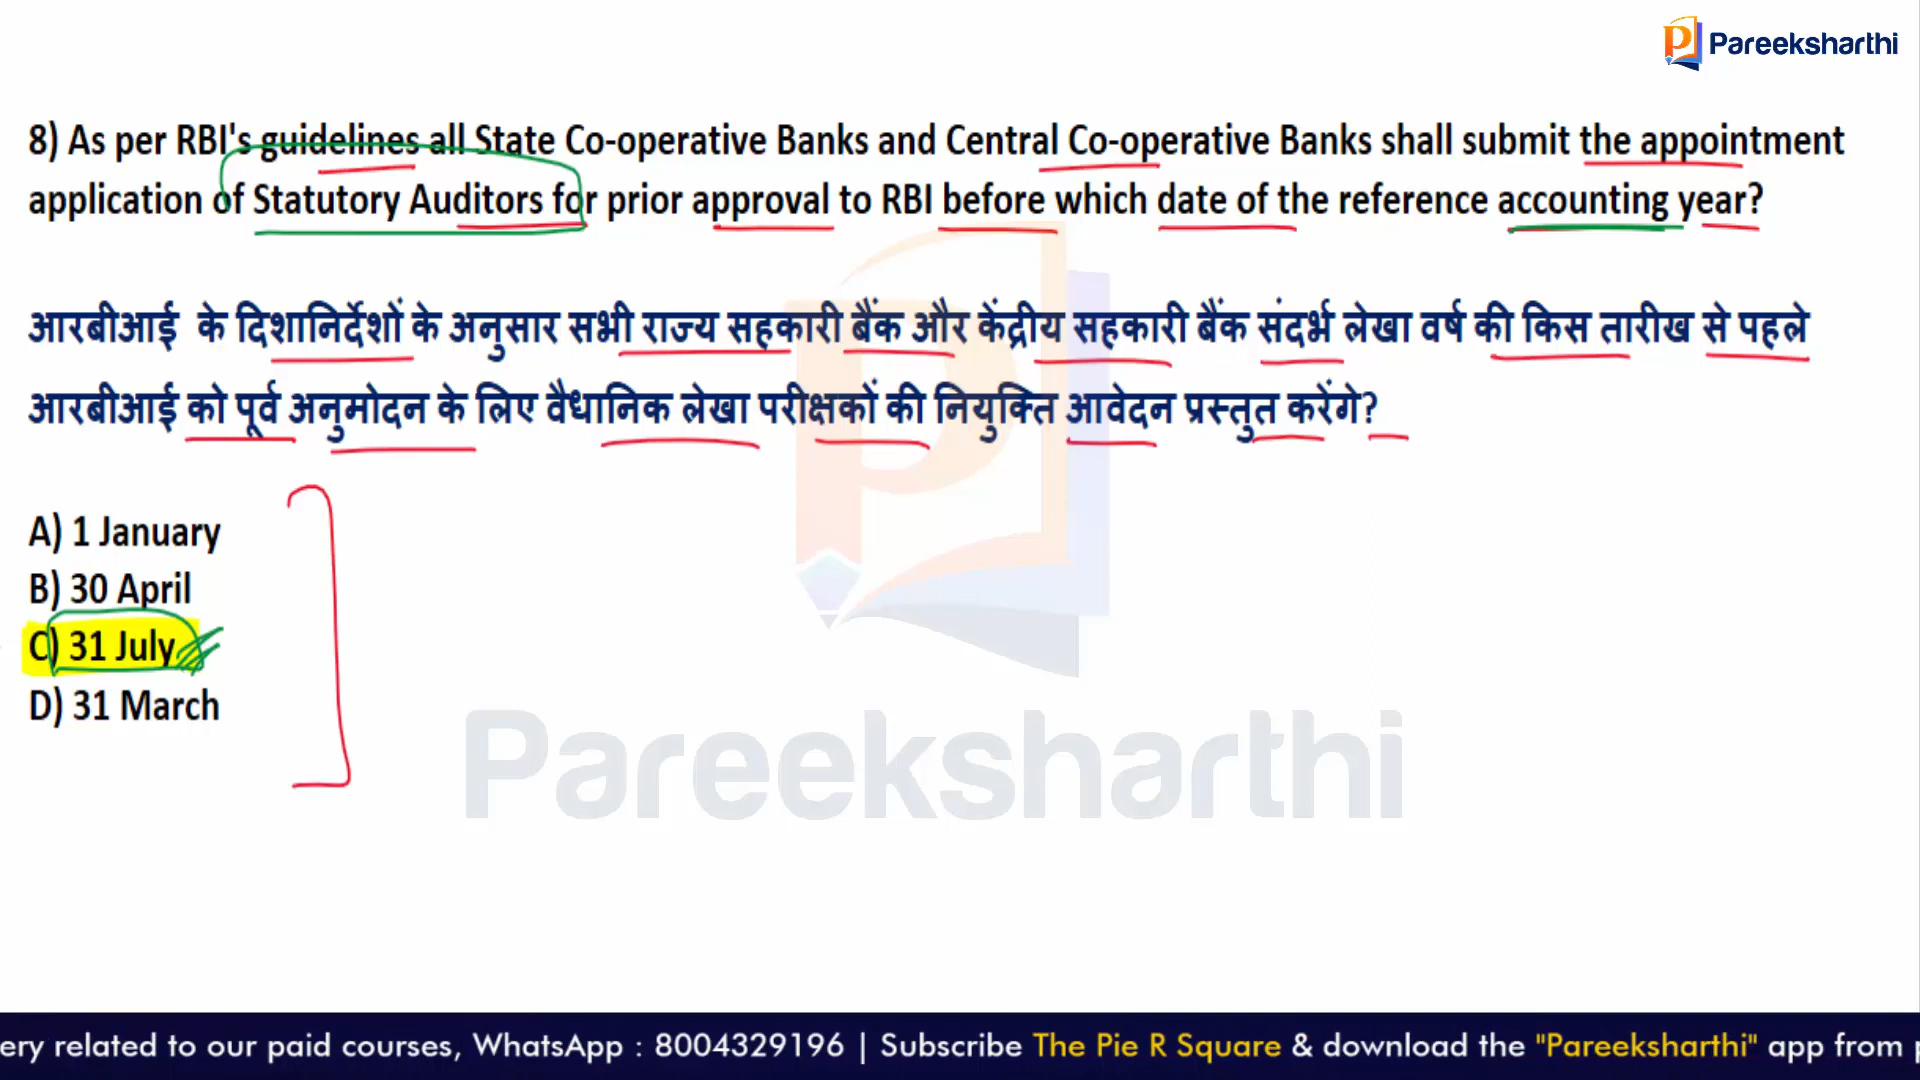 Pareeksharthi
8) As per RBI's guidelines all State Co-operative Banks and Central Co-operative Banks shall submit the appointment
application of Statutory Auditors for prior approval to RBI before which date of the reference accounting year?
आरबीआई के दिशानिर्देशों के अनुसार सभी राज्य सहकारी बैंक और केंद्रीय सहकारी बैंक संदर्भ लेखा वर्ष की किस तारीख से पहले
आरबीआई को पूर्व अनुमोदन के लिए वैधानिक लेखा परीक्षकों की नियुक्ति आवेदन प्रस्तुत करेंगे?
A) 1 January
B) 30 April
C) 31 July
D) 31 March
Pareeksharthi
ery related to our paid courses, WhatsApp : 8004329196 | Subscribe The Pie R Square & download the "Pareeksharthi" app from